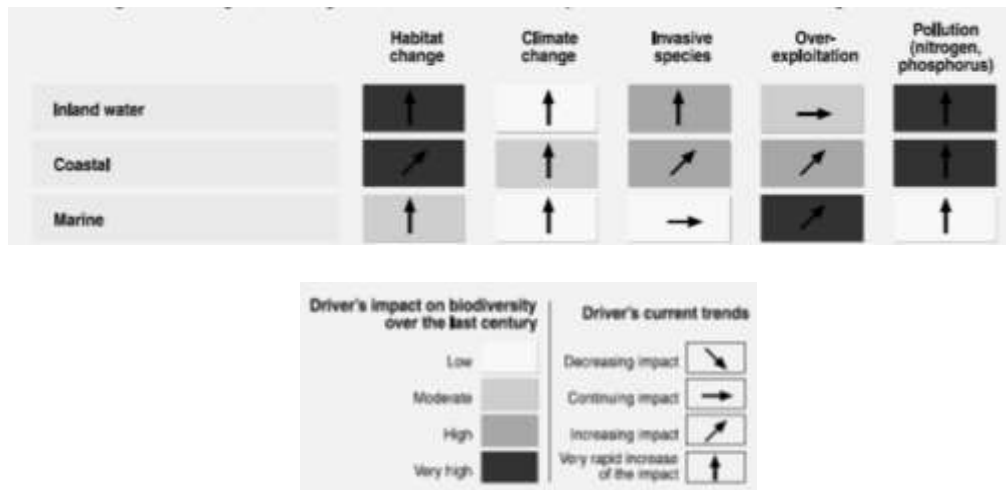 Habitat
change
Climate
change
Invasive
species
Over-
exploitation
Pollution
(nitrogen,
phosphorus)
Inland water
Coastal
Marine
Driver's impact on biodiversity
over the last century
Low
Moderate
High
Very high
Driver's current trends
Decreasing impact
Continuing impact
Increasing impact
Very rapid increase
of the impact